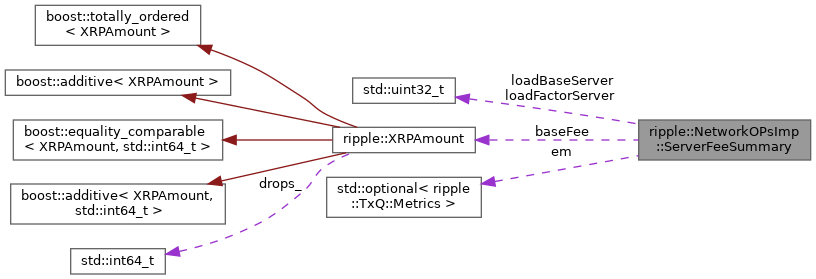 boost::totally_ordered
< XRPAmount >
boost::additive< XRPAmount >
boost::equality_comparable
< XRPAmount, std::int64_t >
boost::additive< XRPAmount,
std::int64_t >
std::int64_t
drops_
ripple::XRPAmount
std::uint32_t
std::optional< ripple
::TxQ::Metrics >
loadBaseServer
loadFactorServer
baseFee
em
ripple::NetworkOPsImp
::ServerFeeSummary